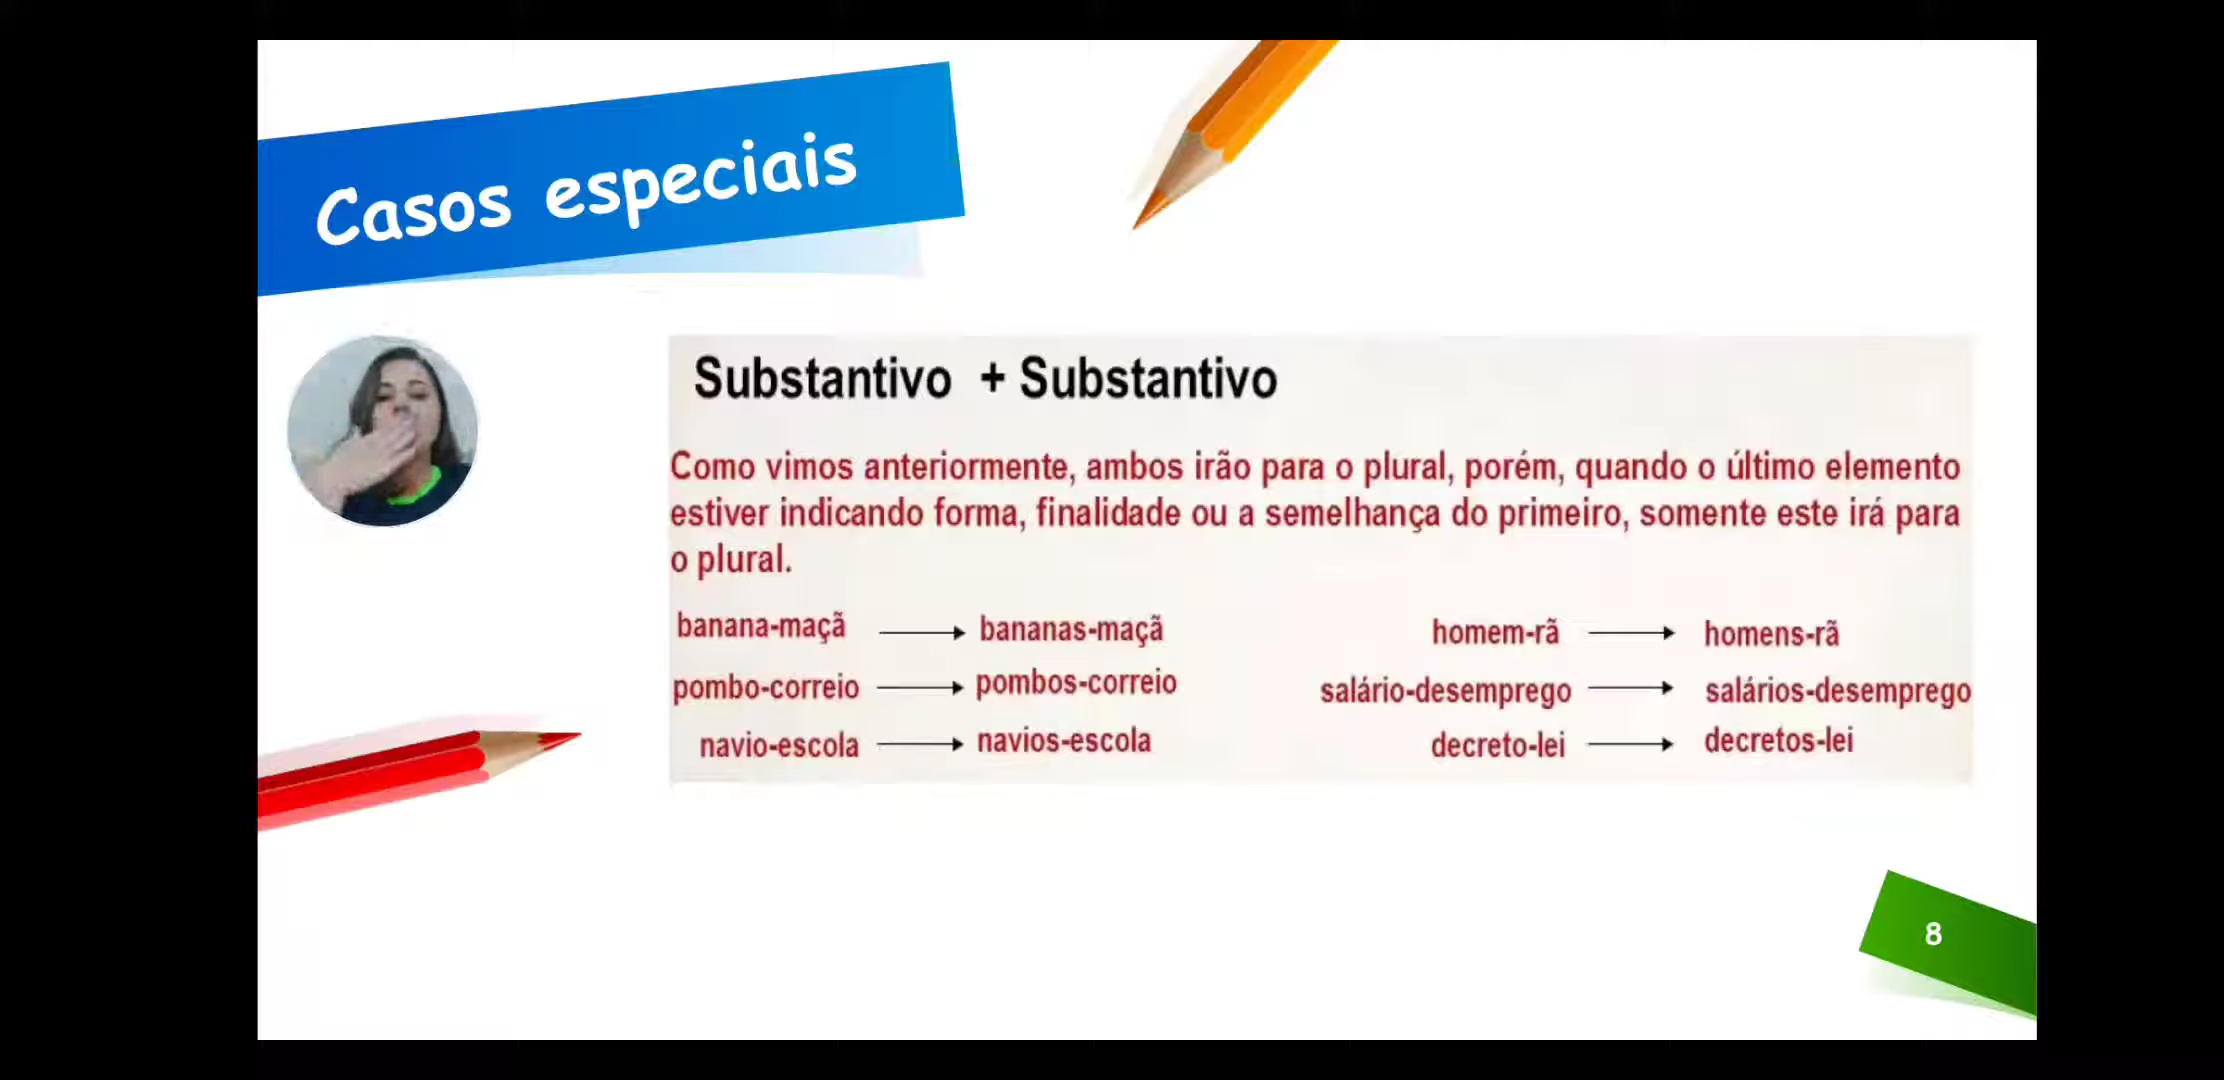 Casos especiais
Substantivo + Substantivo
Como vimos anteriormente, ambos irão para o plural, porém, quando o último elemento
estiver indicando forma, finalidade ou a semelhança do primeiro, somente este irá para
o plural.
banana-maçã bananas-maçã homem-rã homens-rã
pombo-correio pombos-correio salário-desemprego salários-desemprego
navio-escola navios-escola decreto-lei decretos-lei
8